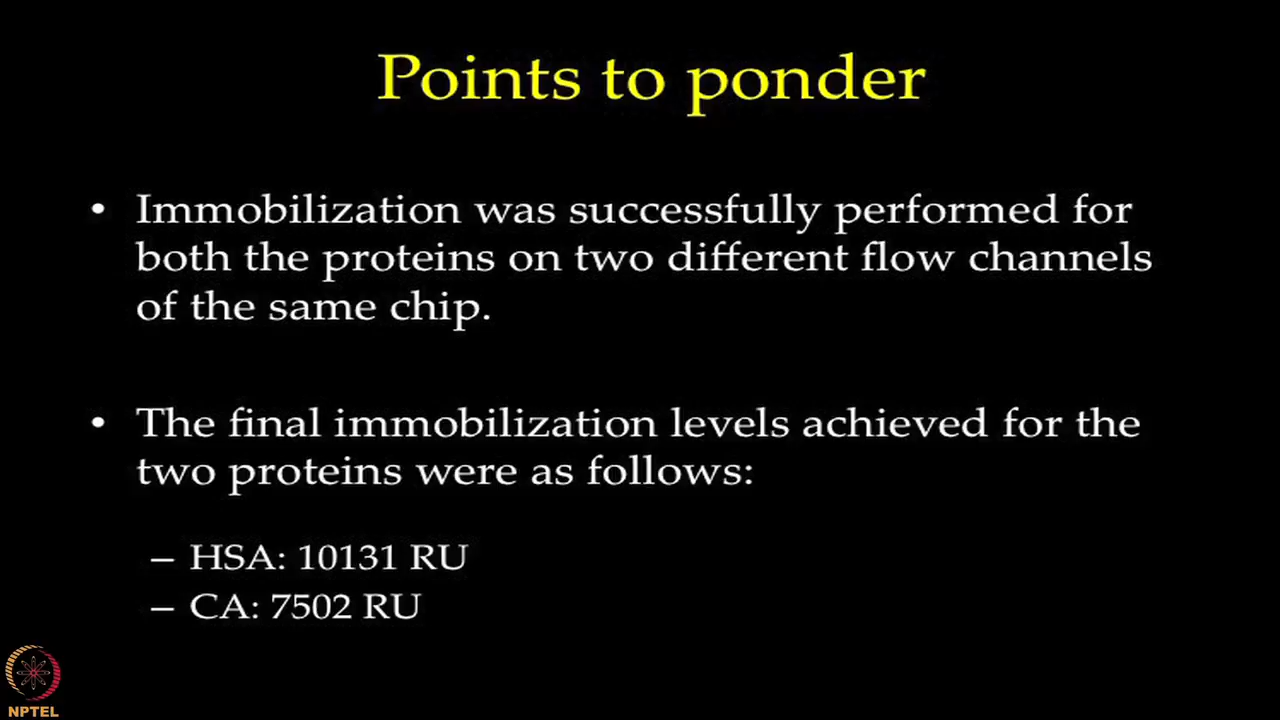 Points to ponder
• Immobilization was successfully performed for
both the proteins on two different flow channels
of the same chip.
• The final immobilization levels achieved for the
two proteins were as follows:
– HSA: 10131 RU
– CA: 7502 RU
NPTEL